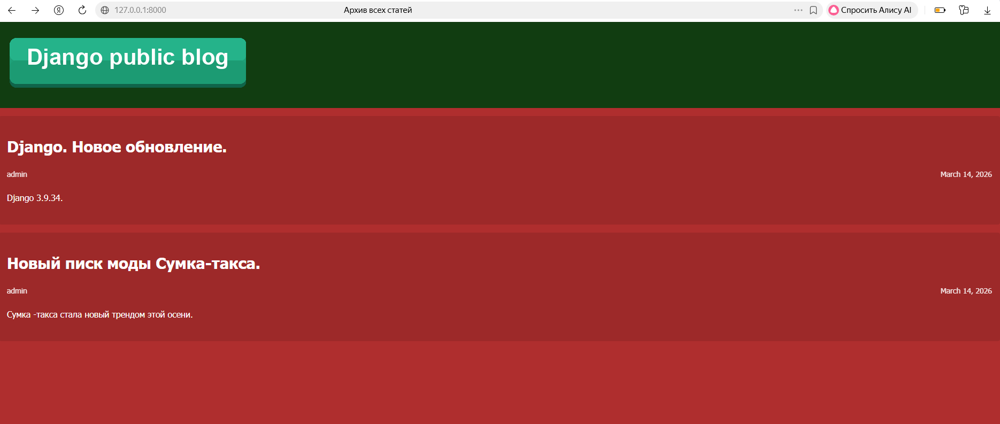 Я
127.0.0.1:8000
Архив всех статей
Спросить Алису AI
Django public blog
Django. Новое обновление.
admin
March 14, 2026
Django 3.9.34.
Новый писк моды Сумка-такса.
admin
March 14, 2026
Сумка -такса стала новый трендом этой осени.